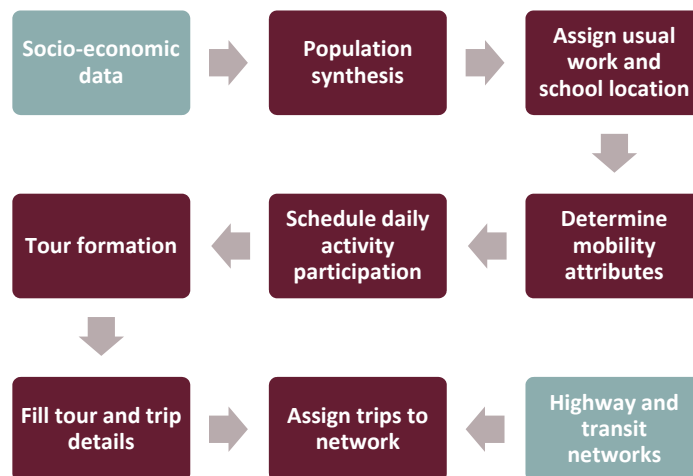 Socio-economic
data
Population
synthesis
Assign usual
work and
school location
Tour formation
Schedule daily
activity
participation
Determine
mobility
attributes
Fill tour and trip
details
Assign trips to
network
Highway and
transit
networks